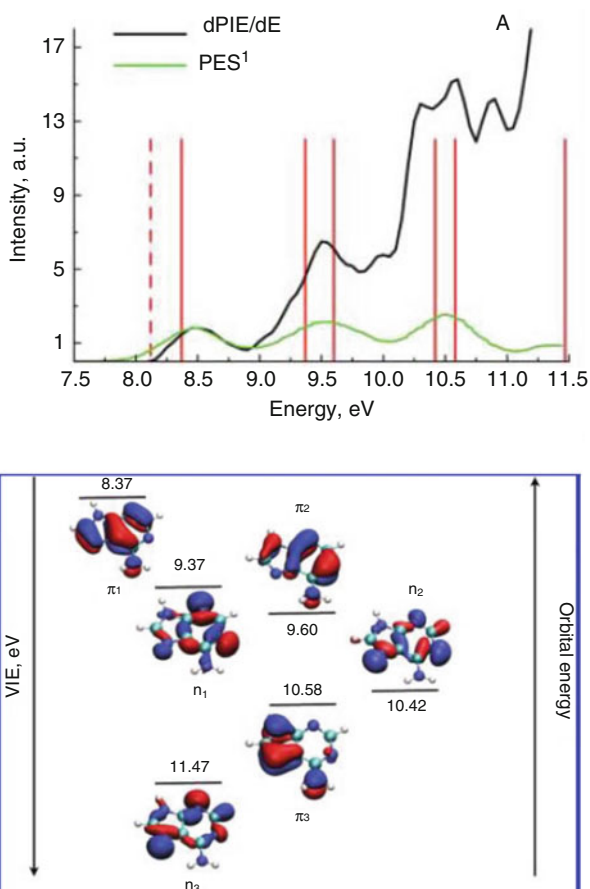 dPIE/dE
A
PES¹
17
13
9
5
1
Intensity, a.u.
7.5 8.0 8.5 9.0 9.5 10.0 10.5 11.0 11.5
Energy, eV
8.37
π₂
9.37
π₁
n₂
9.60
n₁
10.58
10.42
11.47
π₃
n₃
VIE, eV
Orbital energy